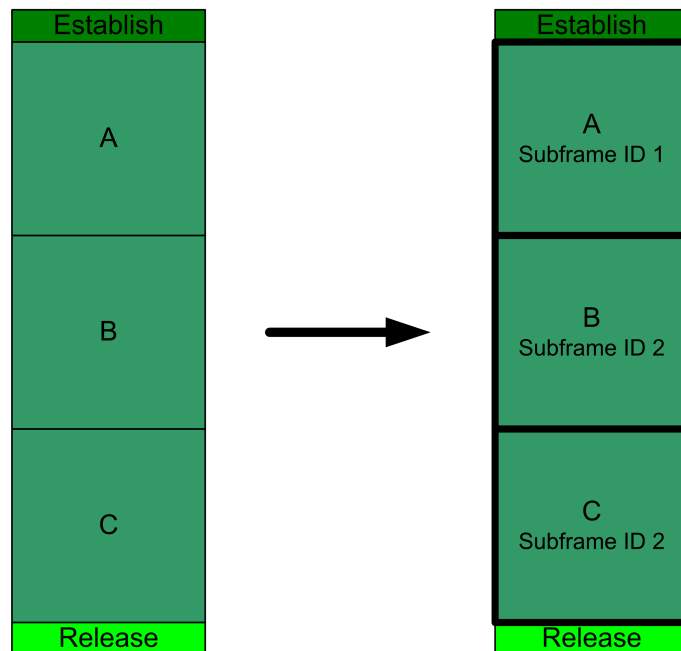 Establish
A
B
C
Release
Establish
A
Subframe ID 1
B
Subframe ID 2
C
Subframe ID 2
Release